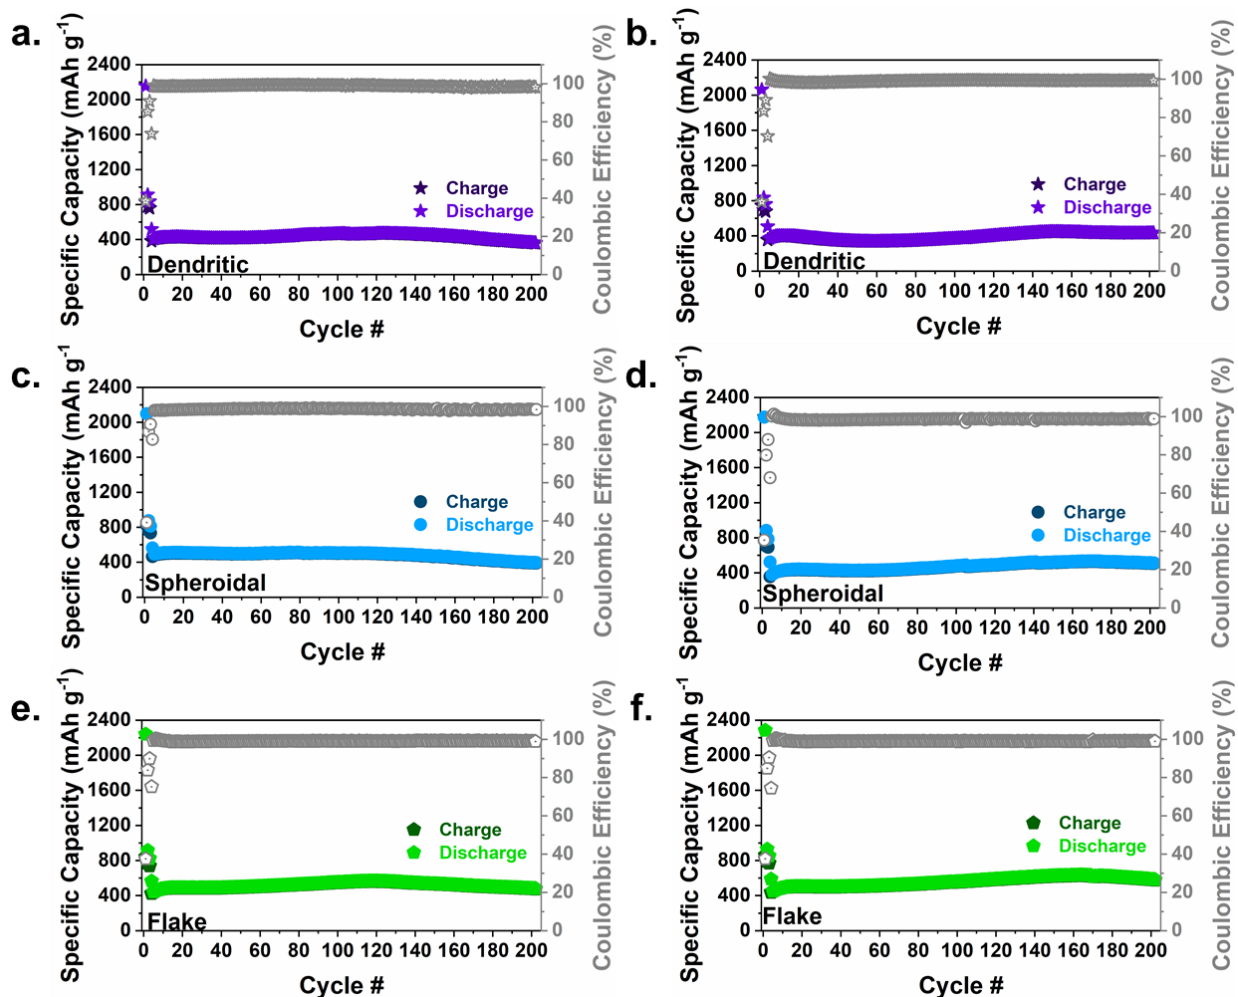 a.
Specific Capacity (mAh g-1)
2400
2000
1600
1200
800
400
0
Charge
Discharge
Dendritic
0 20 40 60 80 100 120 140 160 180 200
Cycle #
100
80
60
40
20
0
Coulombic Efficiency (%)
b.
Specific Capacity (mAh g-1)
2400
2000
1600
1200
800
400
0
Charge
Discharge
Dendritic
0 20 40 60 80 100 120 140 160 180 200
Cycle #
100
80
60
40
20
0
Coulombic Efficiency (%)
c.
Specific Capacity (mAh g-1)
2400
2000
1600
1200
800
400
0
Charge
Discharge
Spheroidal
0 20 40 60 80 100 120 140 160 180 200
Cycle #
100
80
60
40
20
0
Coulombic Efficiency (%)
d.
Specific Capacity (mAh g-1)
2400
2000
1600
1200
800
400
0
Charge
Discharge
Spheroidal
0 20 40 60 80 100 120 140 160 180 200
Cycle #
100
80
60
40
20
0
Coulombic Efficiency (%)
e.
Specific Capacity (mAh g-1)
2400
2000
1600
1200
800
400
0
Charge
Discharge
Flake
0 20 40 60 80 100 120 140 160 180 200
Cycle #
100
80
60
40
20
0
Coulombic Efficiency (%)
f.
Specific Capacity (mAh g-1)
2400
2000
1600
1200
800
400
0
Charge
Discharge
Flake
0 20 40 60 80 100 120 140 160 180 200
Cycle #
100
80
60
40
20
0
Coulombic Efficiency (%)